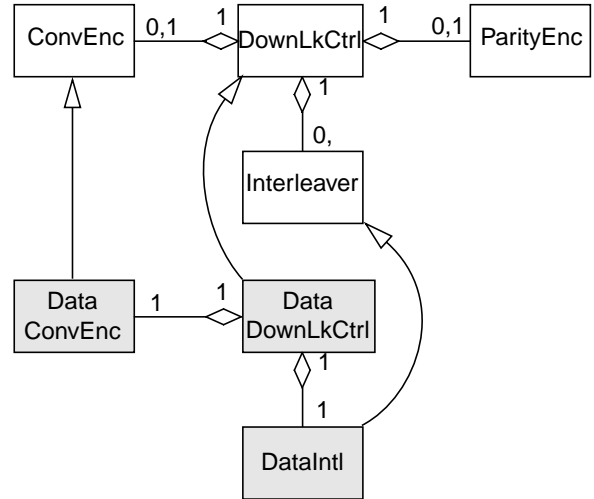 ConvEnc
0,1
1
DownLkCtrl
1
0,1
ParityEnc
1
0,
Interleaver
Data
ConvEnc
1
1
Data
DownLkCtrl
1
1
DataIntl